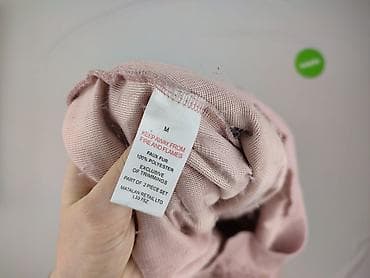 M
KEEP AWAY FROM
FIRE AND FLAMES
FAUX FUR
100% POLYESTER
EXCLUSIVE
OF TRIMMINGS
PART OF 2 PIECE SET
MATALAN RETAIL LTD
L33 7SZ.